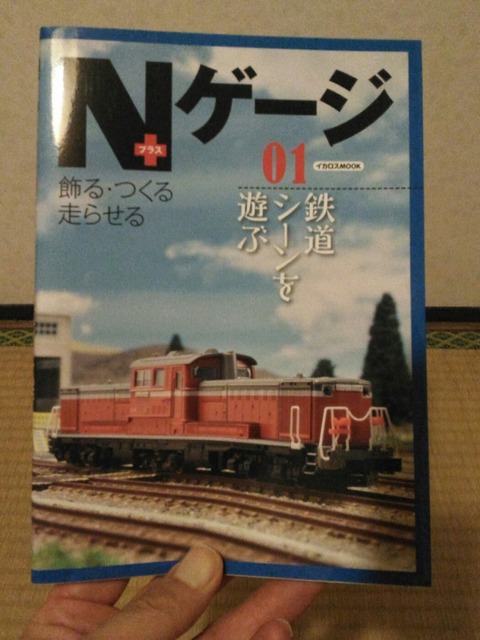 Nゲージ
プラス
01
イカロスMOOK
飾る・つくる
走らせる
鉄道
シーンを
遊ぶ